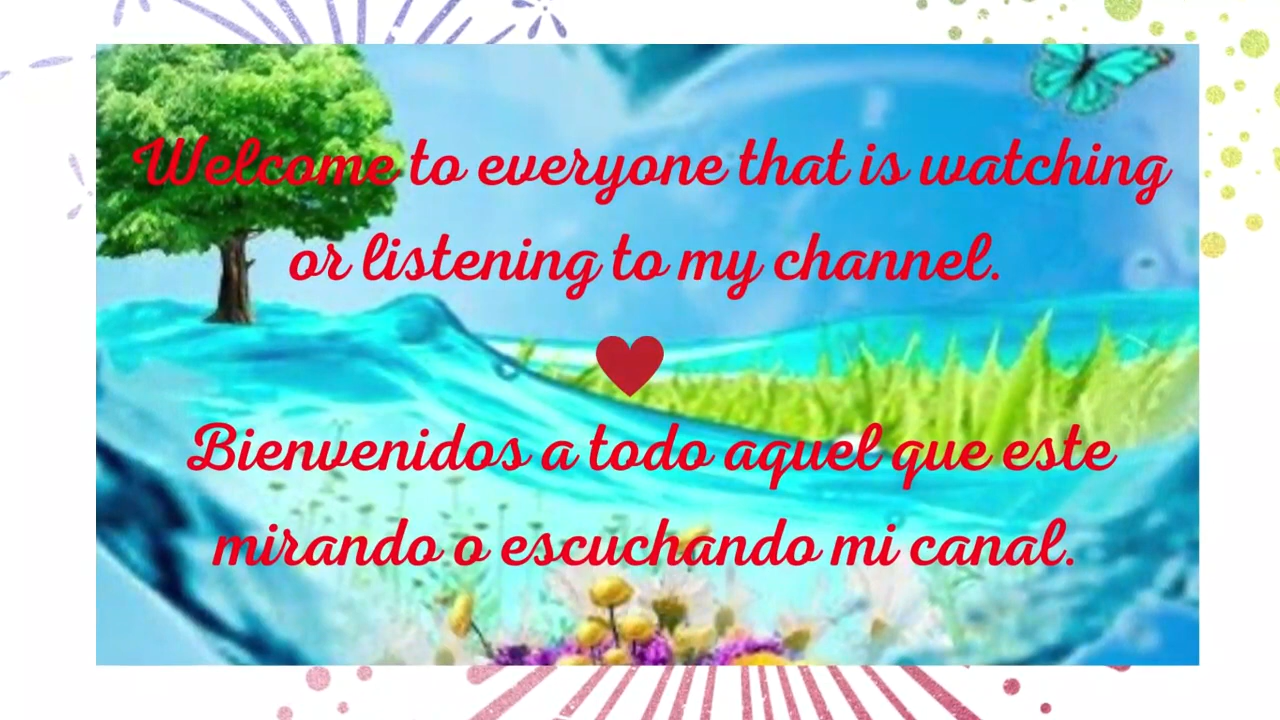 Welcome to everyone that is watching
or listening to my channel.
Bienvenidos a todo aquel que este
mirando o escuchando mi canal.